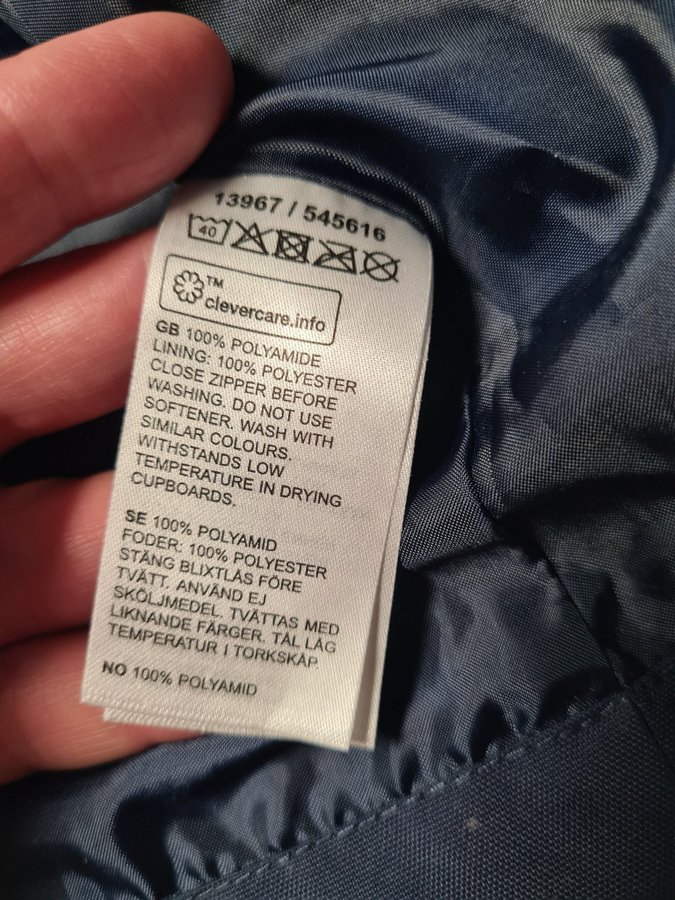 13967 / 545616
40
TM
clevercare.info
GB 100% POLYAMIDE
LINING: 100% POLYESTER
CLOSE ZIPPER BEFORE
WASHING. DO NOT USE
SOFTENER. WASH WITH
SIMILAR COLOURS.
WITHSTANDS LOW
TEMPERATURE IN DRYING
CUPBOARDS.
SE 100% POLYAMID
FODER: 100% POLYESTER
STÄNG BLIXTLÅS FÖRE
TVÄTT. ANVÄND EJ
SKÖLJMEDEL. TVÄTTAS MED
LIKNANDE FÄRGER. TÅL LÅG
TEMPERATUR I TORKSKÅP
NO 100% POLYAMID